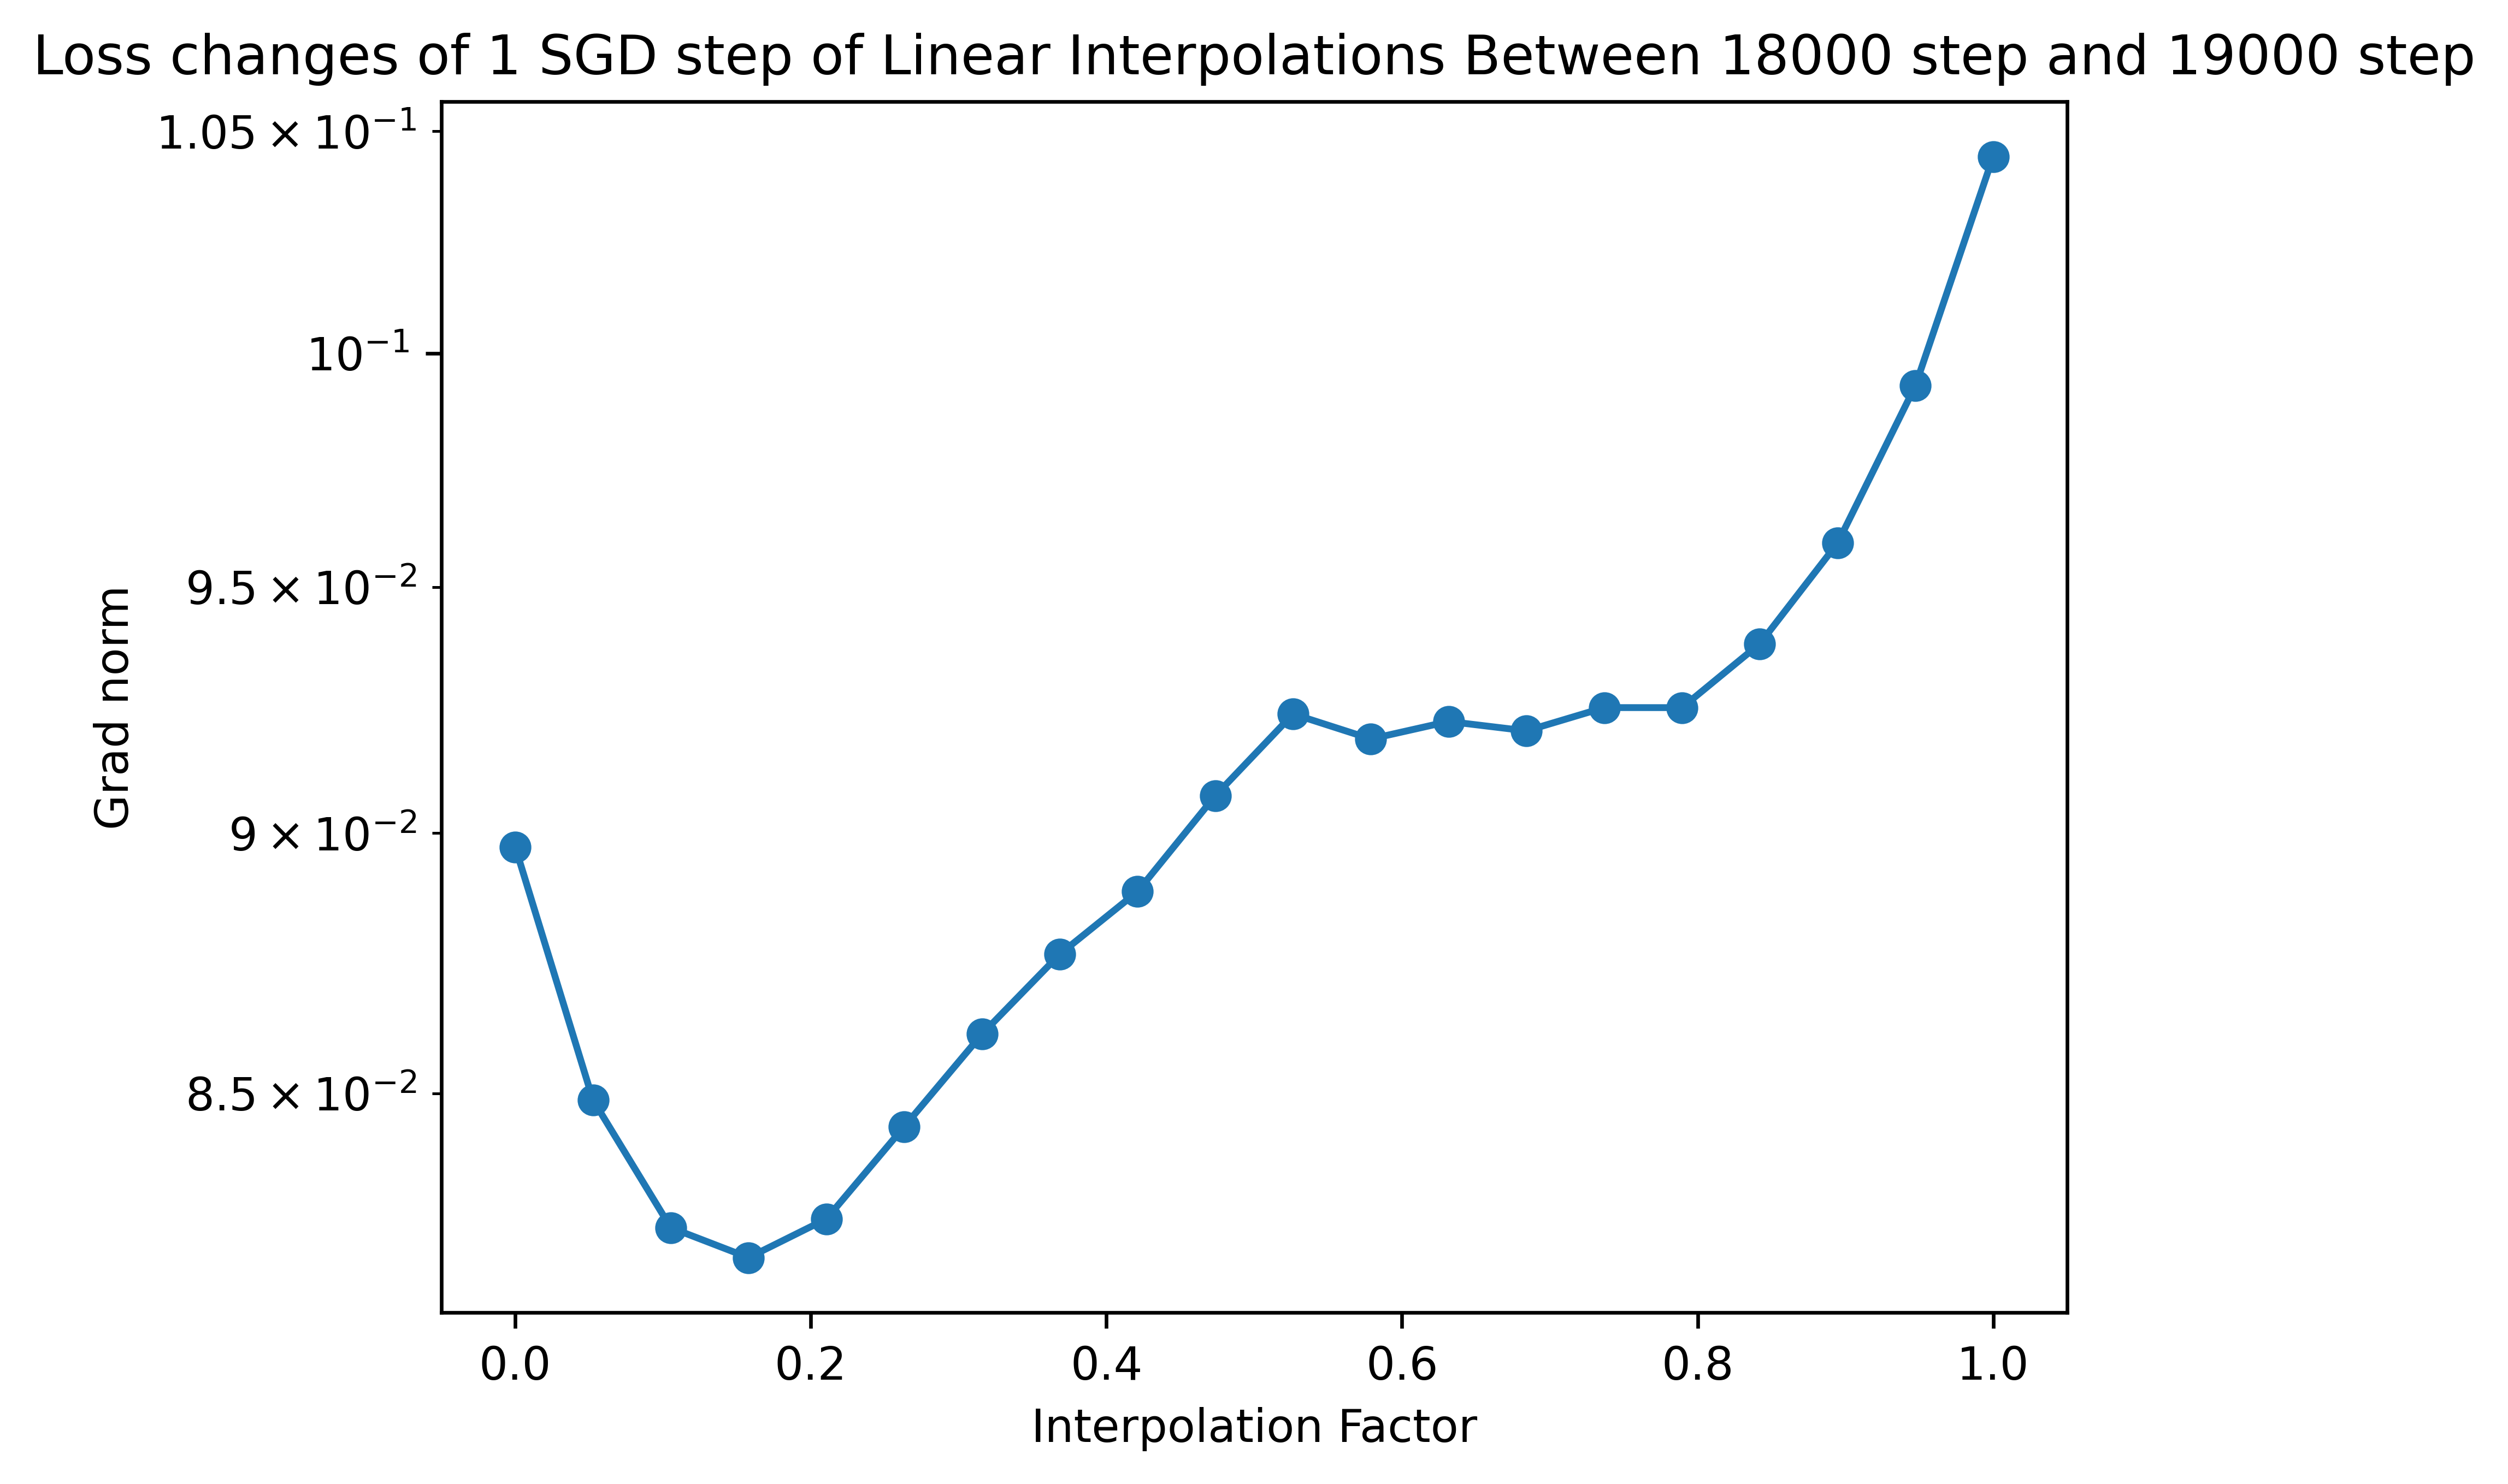 Loss changes of 1 SGD step of Linear Interpolations Between 18000 step and 19000 step
1.05 × 10⁻¹
10⁻¹
9.5 × 10⁻²
9 × 10⁻²
8.5 × 10⁻²
Grad norm
0.0 0.2 0.4 0.6 0.8 1.0
Interpolation Factor